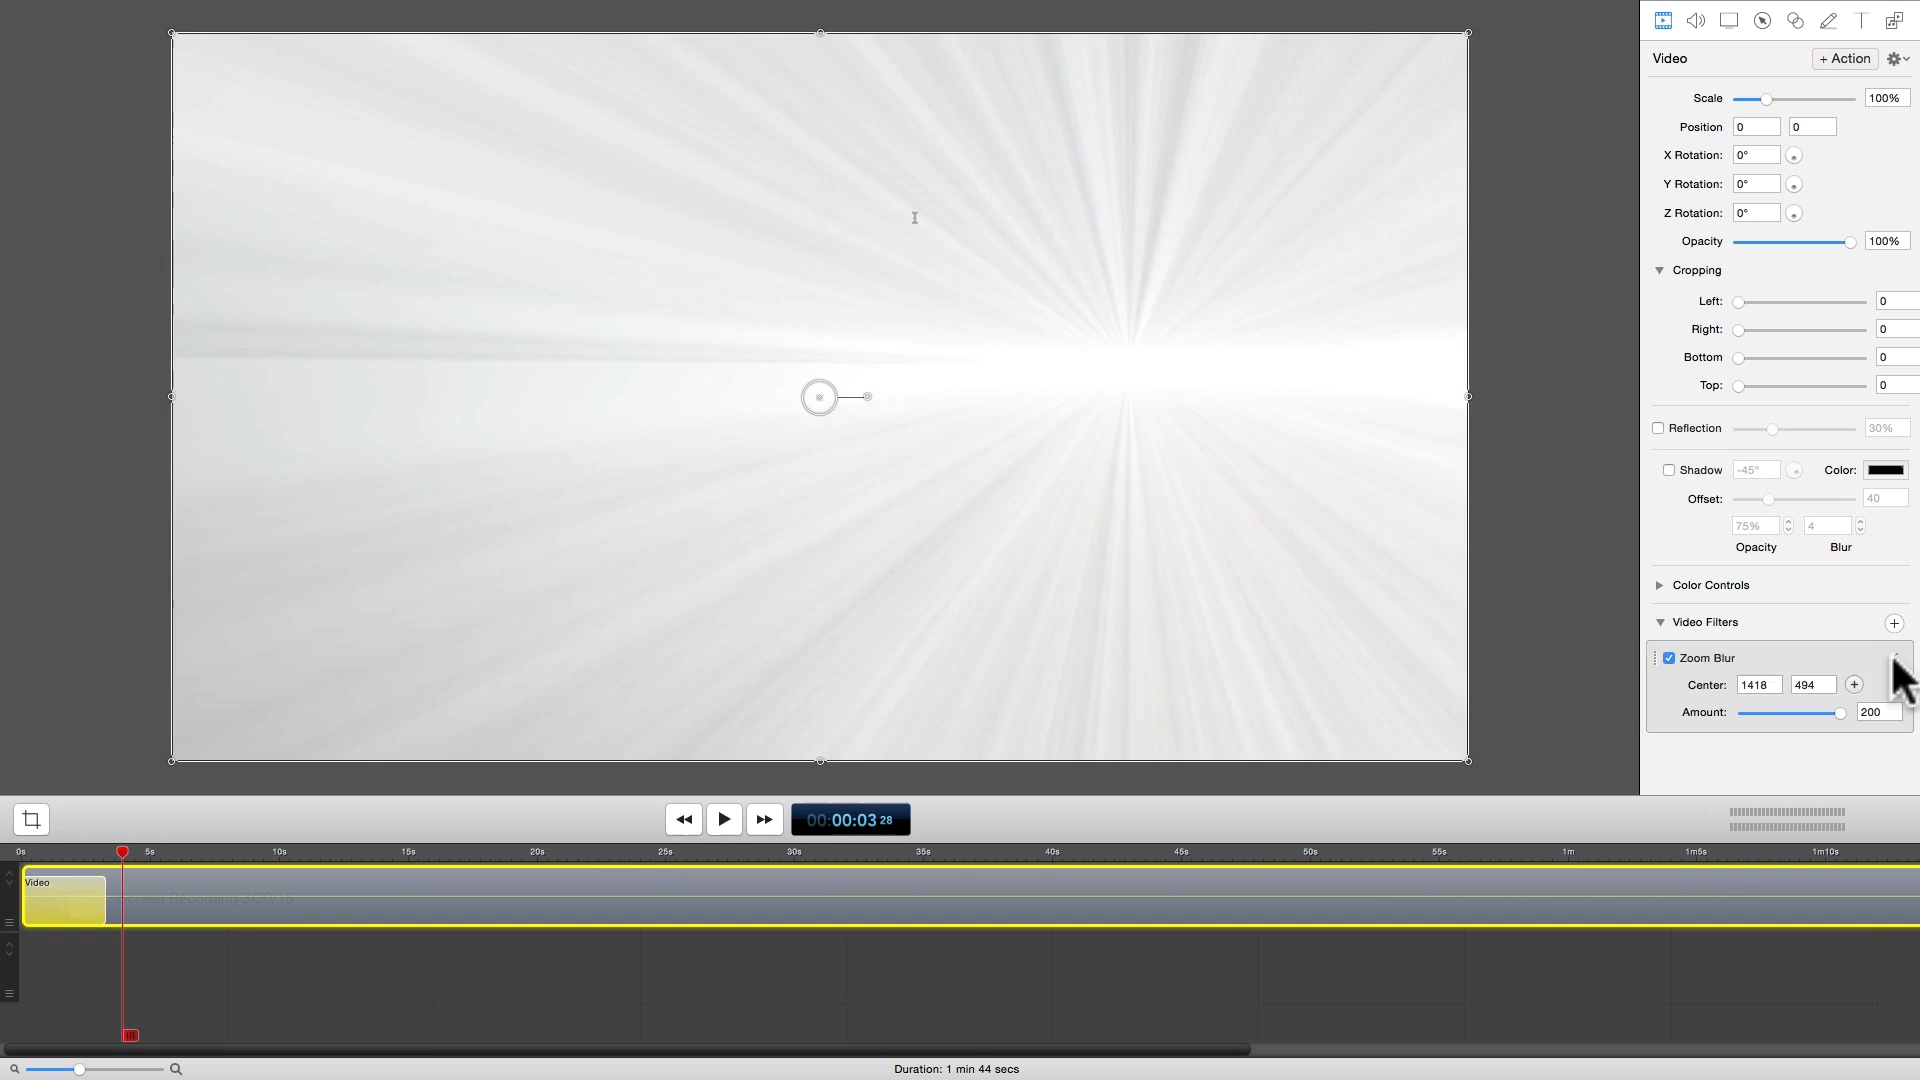 Video
+ Action
Scale 100%
Position 0 0
X Rotation: 0°
Y Rotation: 0°
Z Rotation: 0°
Opacity 100%
Cropping
Left: 0
Right: 0
Bottom 0
Top: 0
Reflection 30%
Shadow -45° Color:
Offset: 40
75% 4
Opacity Blur
Color Controls
Video Filters
Zoom Blur
Center: 1418 494
Amount: 200
00:00:03 28
0s 5s 10s 15s 20s 25s 30s 35s 40s 45s 50s 55s 1m 1m5s 1m10s
Video
Duration: 1 min 44 secs